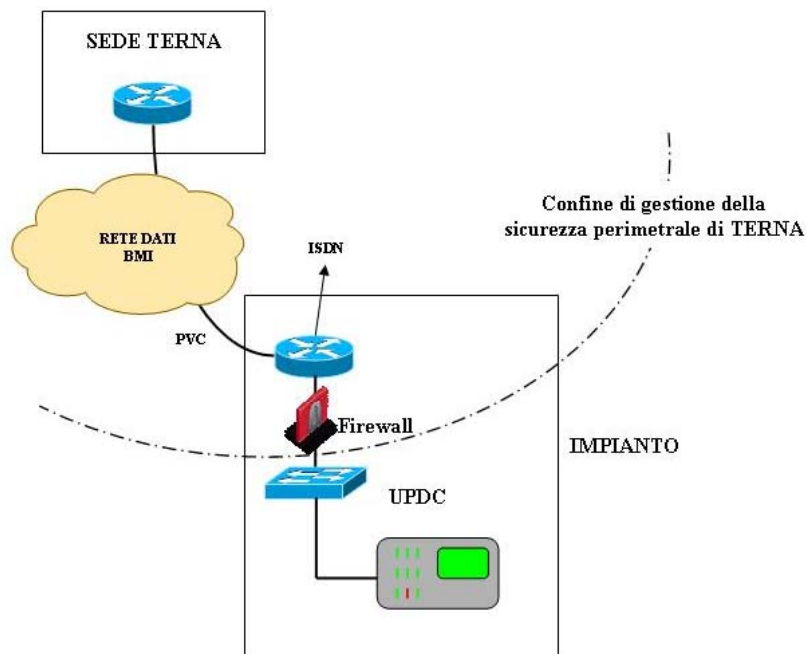 SEDE TERNA
RETE DATI
BMI
ISDN
Confine di gestione della
sicurezza perimetrale di TERNA
PVC
Firewall
IMPIANTO
UPDC